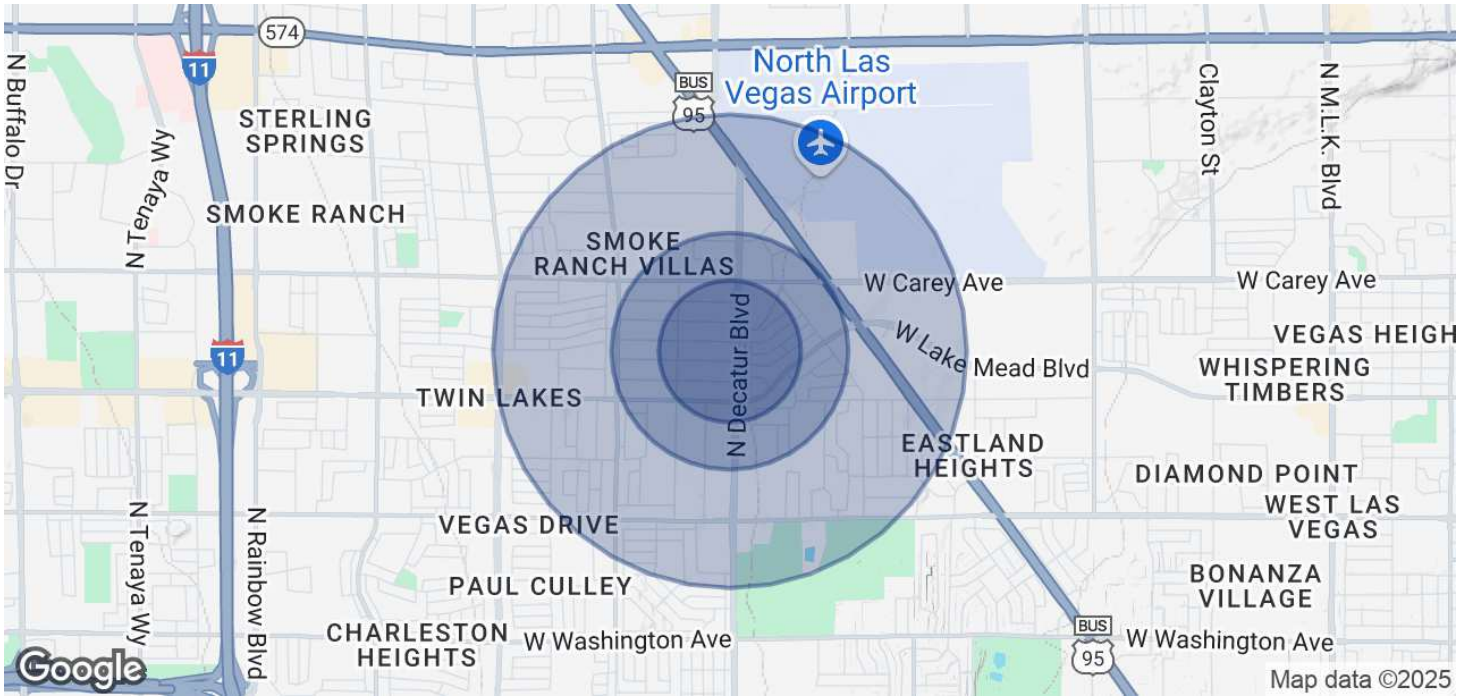 574
11
BUS
95
North Las
Vegas Airport
N Buffalo Dr
N Tenaya Wy
STERLING
SPRINGS
Clayton St
N M.L.K. Blvd
SMOKE RANCH
SMOKE
RANCH VILLAS
W Carey Ave
W Carey Ave
N Decatur Blvd
W Lake Mead Blvd
VEGAS HEIGH
11
WHISPERING
TIMBERS
TWIN LAKES
EASTLAND
HEIGHTS
DIAMOND POINT
WEST LAS
VEGAS
N Tenaya Wy
N Rainbow Blvd
VEGAS DRIVE
PAUL CULLEY
BONANZA
VILLAGE
CHARLESTON
HEIGHTS
W Washington Ave
BUS
95
W Washington Ave
Google
Map data ©2025